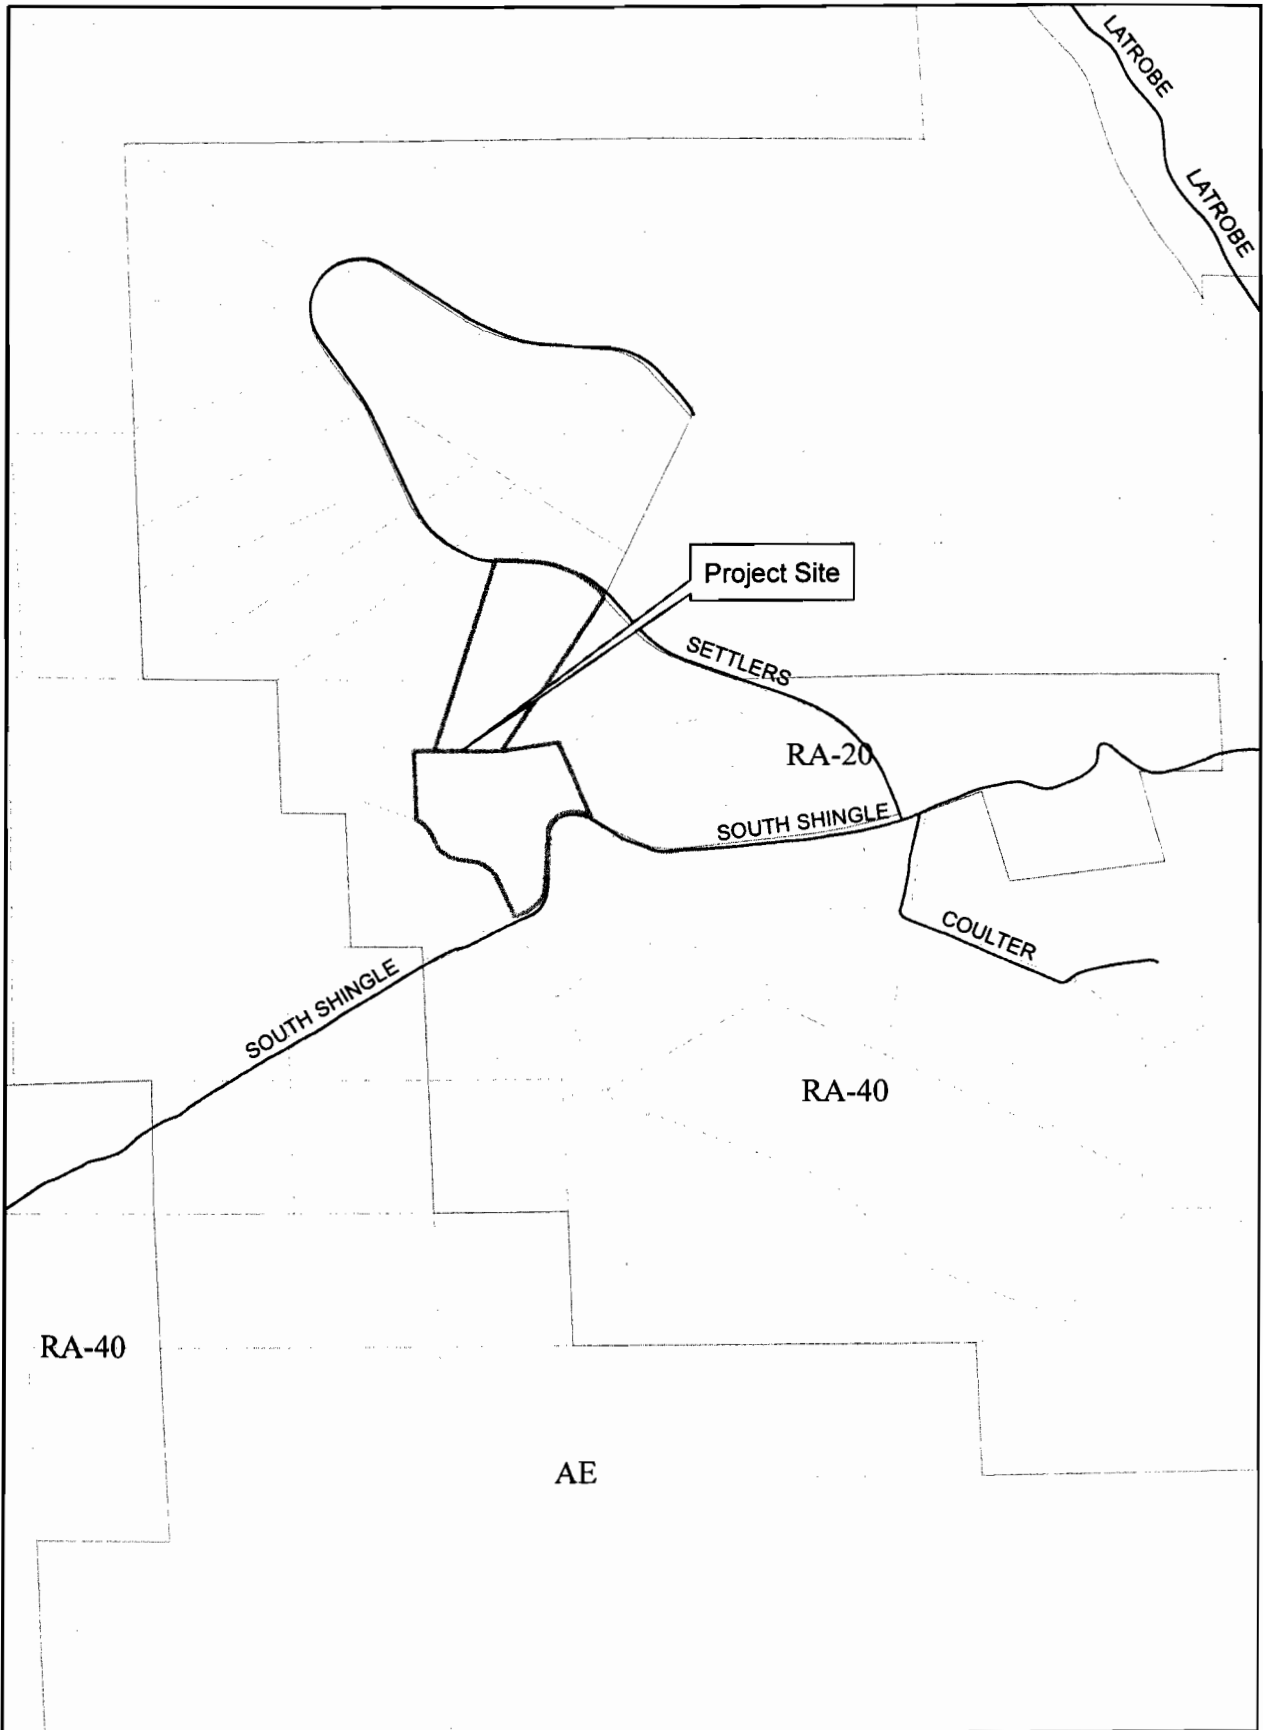 LATROBE
LATROBE
Project Site
SETTLERS
RA-20
SOUTH SHINGLE
COULTER
SOUTH SHINGLE
RA-40
RA-40
AE